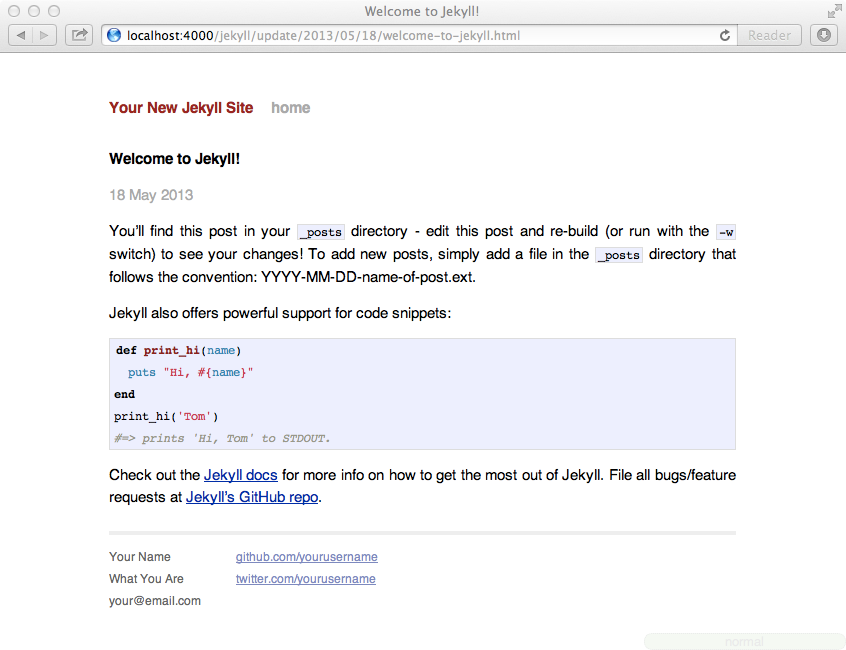 Welcome to Jekyll!
localhost:4000/jekyll/update/2013/05/18/welcome-to-jekyll.html
Reader
Your New Jekyll Site home
Welcome to Jekyll!
18 May 2013
You’ll find this post in your _posts directory - edit this post and re-build (or run with the -w
switch) to see your changes! To add new posts, simply add a file in the _posts directory that
follows the convention: YYYY-MM-DD-name-of-post.ext.
Jekyll also offers powerful support for code snippets:
def print_hi(name)
  puts "Hi, #{name}"
end
print_hi('Tom')
#=> prints 'Hi, Tom' to STDOUT.
Check out the Jekyll docs for more info on how to get the most out of Jekyll. File all bugs/feature
requests at Jekyll’s GitHub repo.
Your Name github.com/yourusername
What You Are twitter.com/yourusername
your@email.com
normal